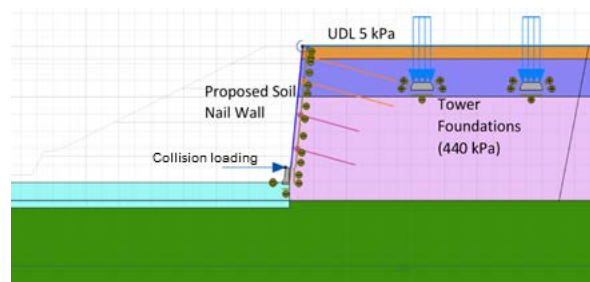 UDL 5 kPa
Proposed Soil
Nail Wall
Tower
Foundations
(440 kPa)
Collision loading